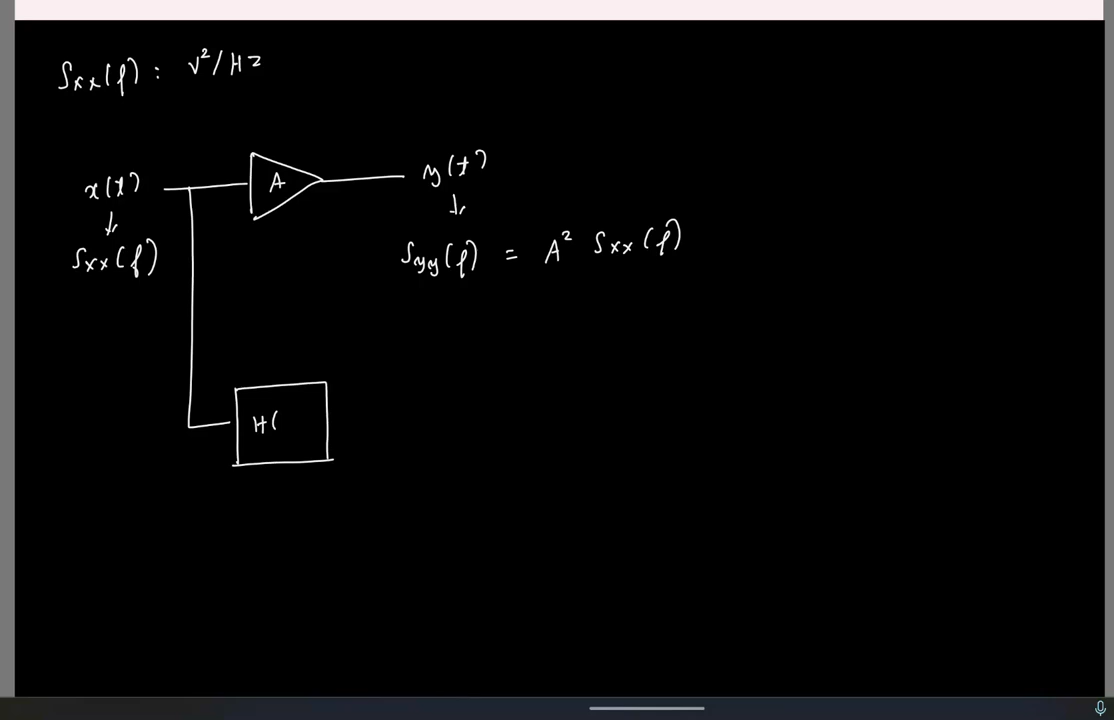 Sxx(f) : V²/Hz
x(t) A y(t)
↓ ↓
Sxx(f) Syy(f) = A² Sxx(f)
H(